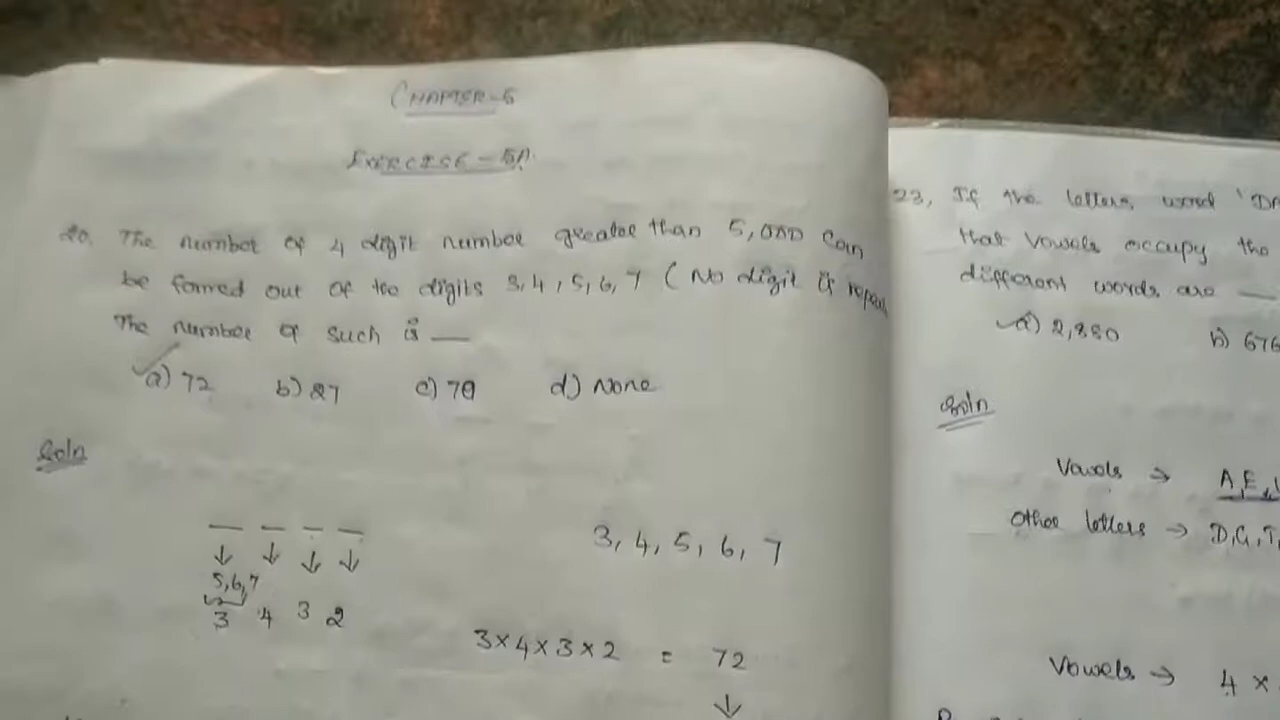 CHAPTER-5
EXERCISE - 5A.
20. The number of 4 digit number greater than 5,000 can
be formed out of the digits 3,4,5,6,7 (No digit is
The number of such is —
a) 72 b) 27 c) 70 d) None
Soln
5,6,7
3 4 3 2
3, 4, 5, 6, 7
3×4×3×2 = 72
23, If the letters word
that vowels occupy the
different words are —
a) 2,880 b) 676
Soln
Vowels → A,E,
Other letters → D,G,T,
Vowels → 4 ×